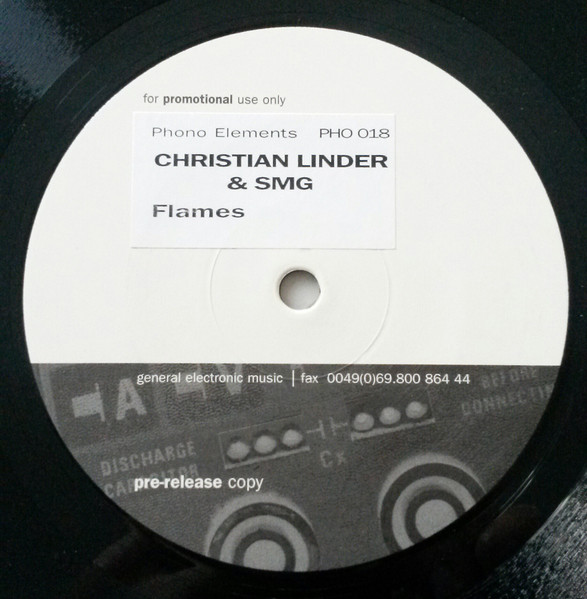 for promotional use only
Phono Elements PHO 018
CHRISTIAN LINDER
& SMG
Flames
general electronic music | fax 0049(0)69.800 864 44
A V
BEFORE
CONNECTIN
DISCHARGE
CAPACITOR
Cx
pre-release copy